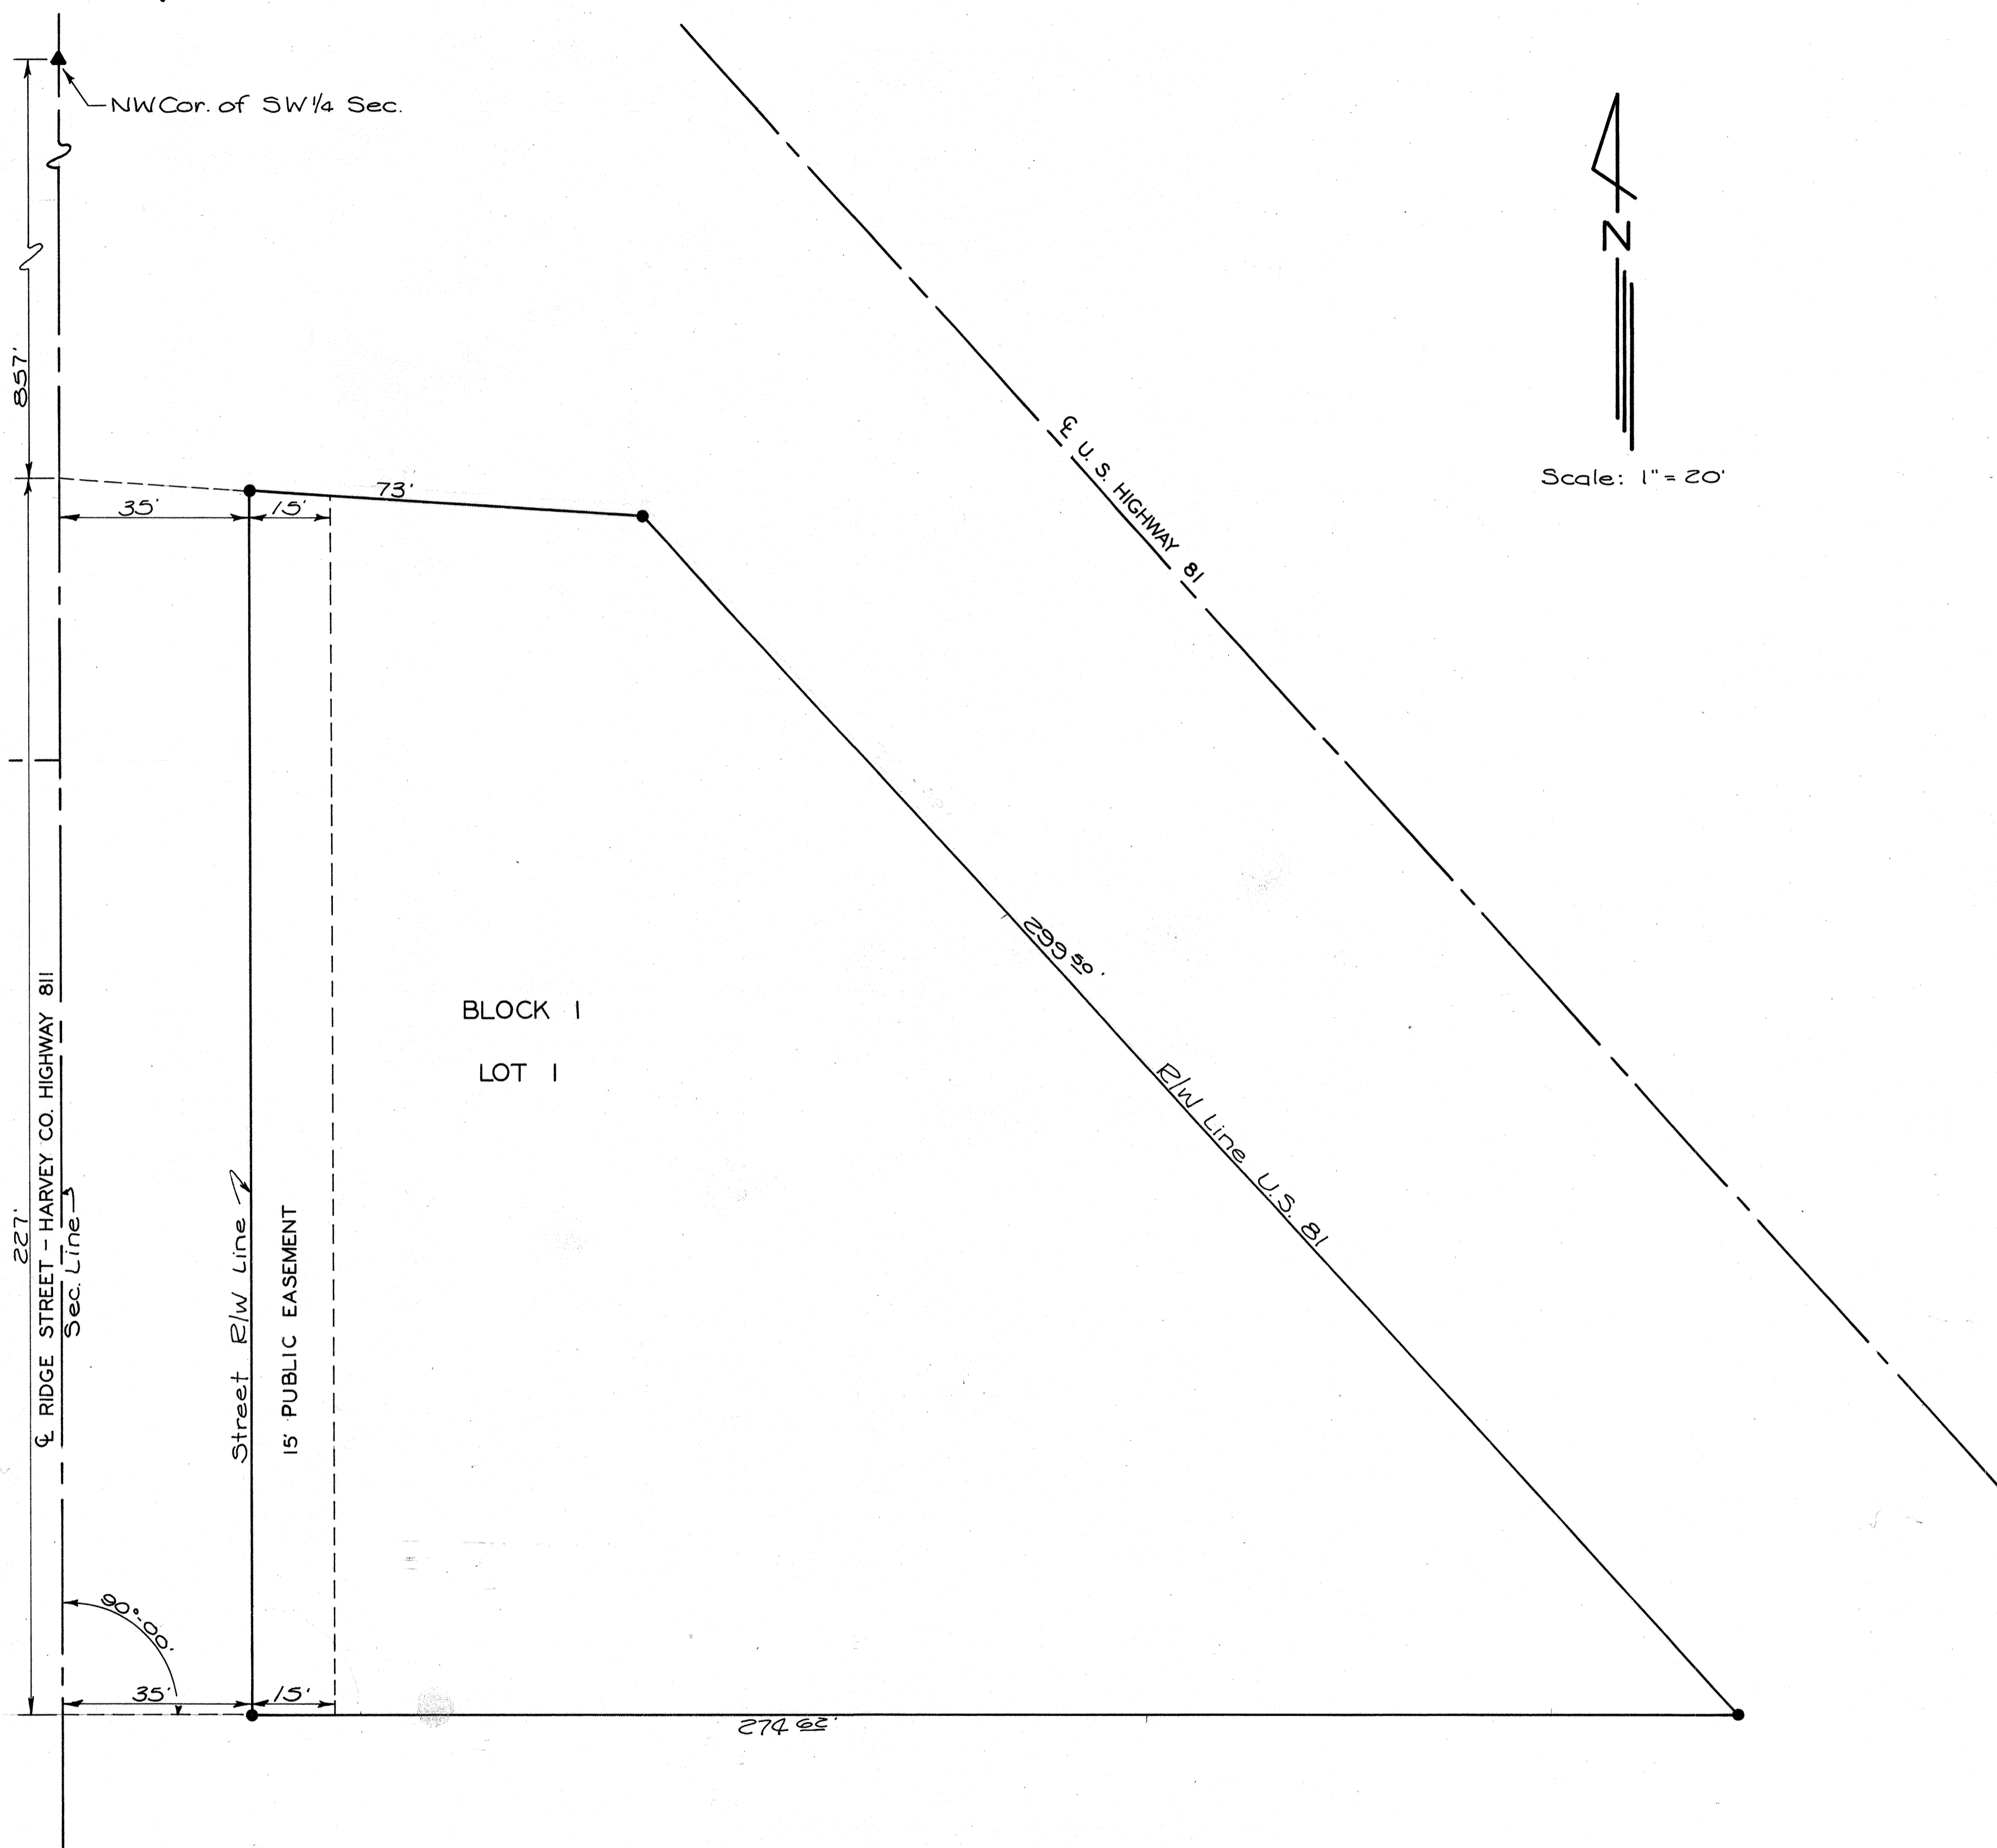 NW Cor. of SW 1/4 Sec.
N
Scale: 1" = 20'
857'
℄ U. S. HIGHWAY 81
73'
35'
15'
299 50'
BLOCK 1
LOT 1
R/W Line U.S. 81
227'
℄ RIDGE STREET - HARVEY CO. HIGHWAY 811
Sec. Line
Street R/W Line
15' PUBLIC EASEMENT
90°-00'
35'
15'
274 62'